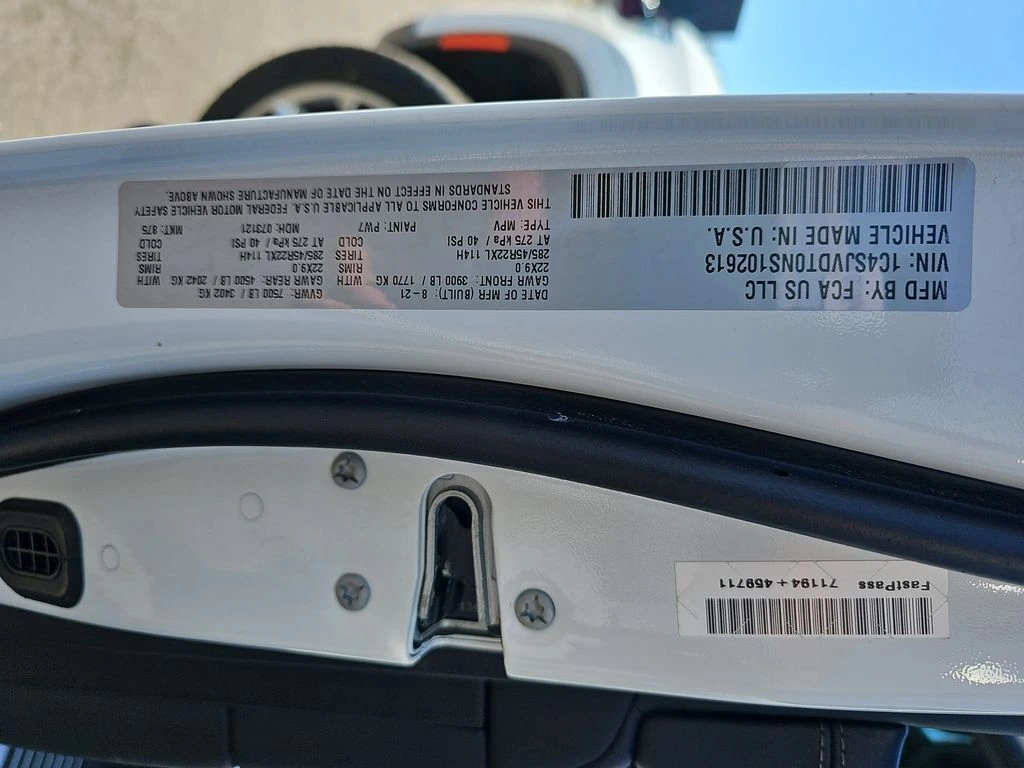 MFD BY: FCA US LLC
VIN: 1C4SJVDT0NS102613
VEHICLE MADE IN: U.S.A.
DATE OF MFR (BUILT): 8 -21 GVWR: 7500 LB / 3402 KG
GAWR FRONT: 3900 LB / 1770 KG WITH GAWR REAR: 4500 LB / 2042 KG WITH
22X9.0 RIMS 22X9.0 RIMS
285/45R22XL 114H TIRES 285/45R22XL 114H TIRES
AT 275 kPa / 40 PSI COLD AT 275 kPa / 40 PSI COLD
TYPE: MPV PAINT: PW7 MDH: 073121 MKT: 875
THIS VEHICLE CONFORMS TO ALL APPLICABLE U.S.A. FEDERAL MOTOR VEHICLE SAFETY
STANDARDS IN EFFECT ON THE DATE OF MANUFACTURE SHOWN ABOVE.
FastPass 71194+459711